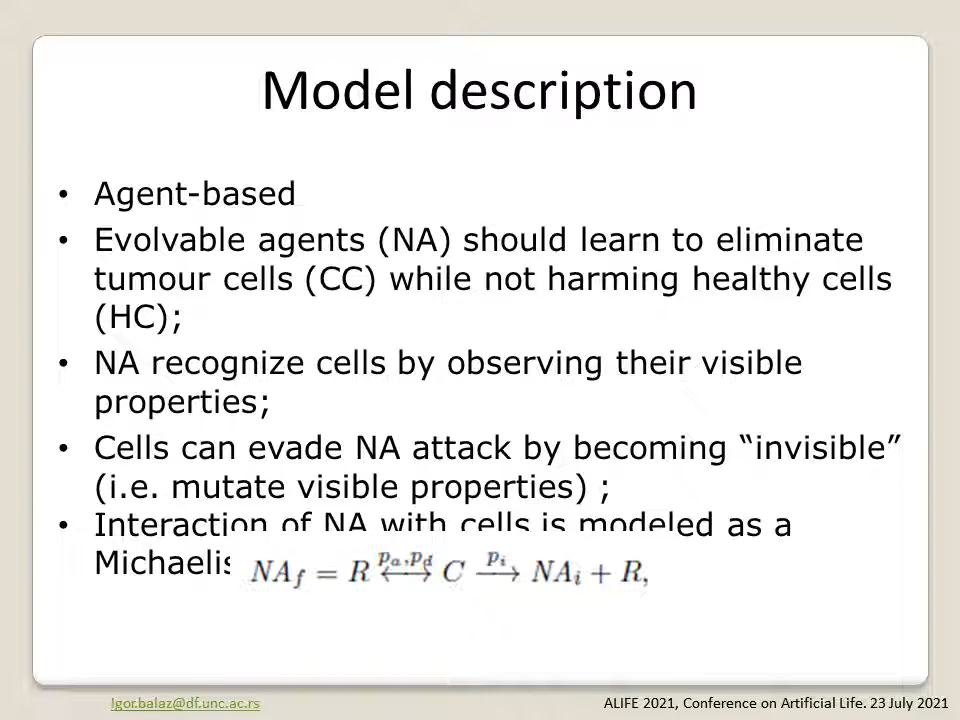 Model description
• Agent-based
• Evolvable agents (NA) should learn to eliminate
tumour cells (CC) while not harming healthy cells
(HC);
• NA recognize cells by observing their visible
properties;
• Cells can evade NA attack by becoming “invisible”
(i.e. mutate visible properties) ;
• Interaction of NA with cells is modeled as a
Michaelis
NA_f = R \xleftrightarrow{p_a,p_d} C \xrightarrow{p_i} NA_i + R,
Igor.balaz@df.unc.ac.rs
ALIFE 2021, Conference on Artificial Life. 23 July 2021